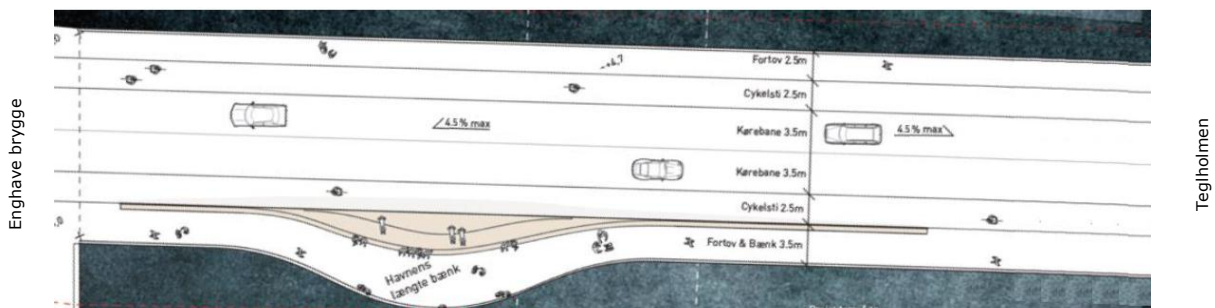 Enghave brygge
Fortov 2.5m
Cykelsti 2.5m
4.5% max
Kørebane 3.5m
4.5% max
Kørebane 3.5m
Cykelsti 2.5m
Fortov & Bænk 3.5m
Havnens
længte bænk
Teglholmen